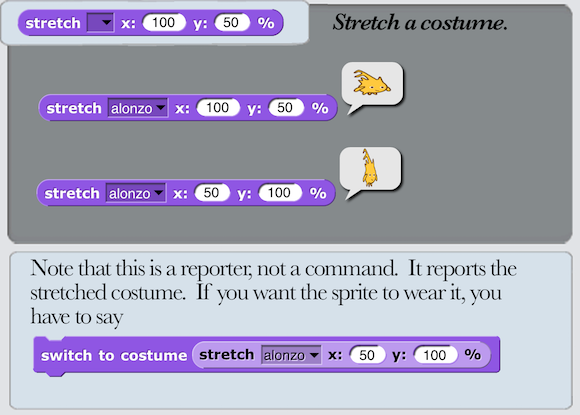 stretch x: 100 y: 50 %
Stretch a costume.
stretch alonzo x: 100 y: 50 %
stretch alonzo x: 50 y: 100 %
Note that this is a reporter, not a command. It reports the
stretched costume. If you want the sprite to wear it, you
have to say
switch to costume stretch alonzo x: 50 y: 100 %